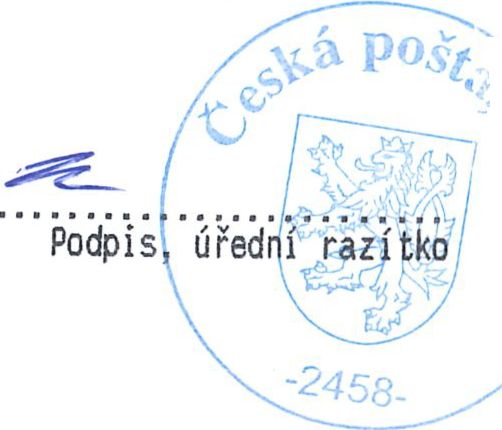 Česká pošta,
Podpis, úřední razítko
-2458-